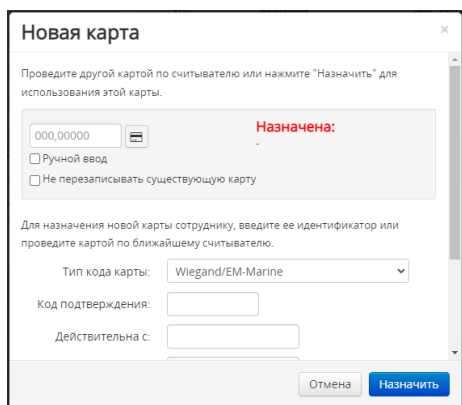 Новая карта
×
Проведите другой картой по считывателю или нажмите "Назначить" для
использования этой карты.
000,00000
Назначена:
-
Ручной ввод
Не перезаписывать существующую карту
Для назначения новой карты сотруднику, введите ее идентификатор или
проведите картой по ближайшему считывателю.
Тип кода карты: Wiegand/EM-Marine
Код подтверждения:
Действительна с:
Отмена Назначить